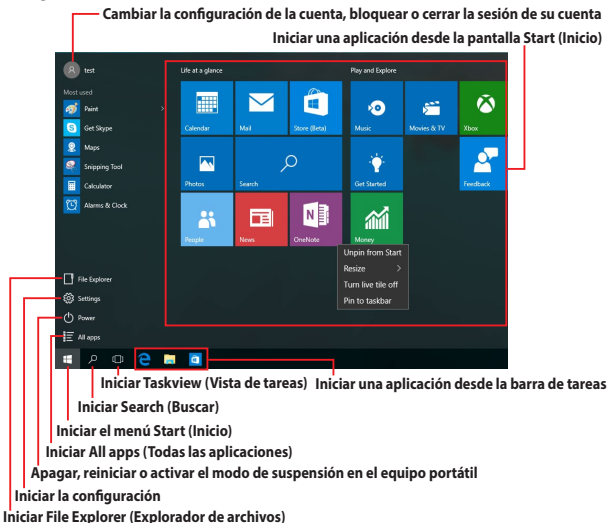 Cambiar la configuración de la cuenta, bloquear o cerrar la sesión de su cuenta
Iniciar una aplicación desde la pantalla Start (Inicio)
test
Life at a glance
Play and Explore
Most used
Paint
Get Skype
Maps
Snipping Tool
Calculator
Alarms & Clock
Calendar
Mail
Store (Beta)
Music
Movies & TV
Xbox
Photos
Search
Get Started
Feedback
People
News
OneNote
Money
Unpin from Start
Resize
Turn live tile off
Pin to taskbar
File Explorer
Settings
Power
All apps
Iniciar Taskview (Vista de tareas)
Iniciar una aplicación desde la barra de tareas
Iniciar Search (Buscar)
Iniciar el menú Start (Inicio)
Iniciar All apps (Todas las aplicaciones)
Apagar, reiniciar o activar el modo de suspensión en el equipo portátil
Iniciar la configuración
Iniciar File Explorer (Explorador de archivos)